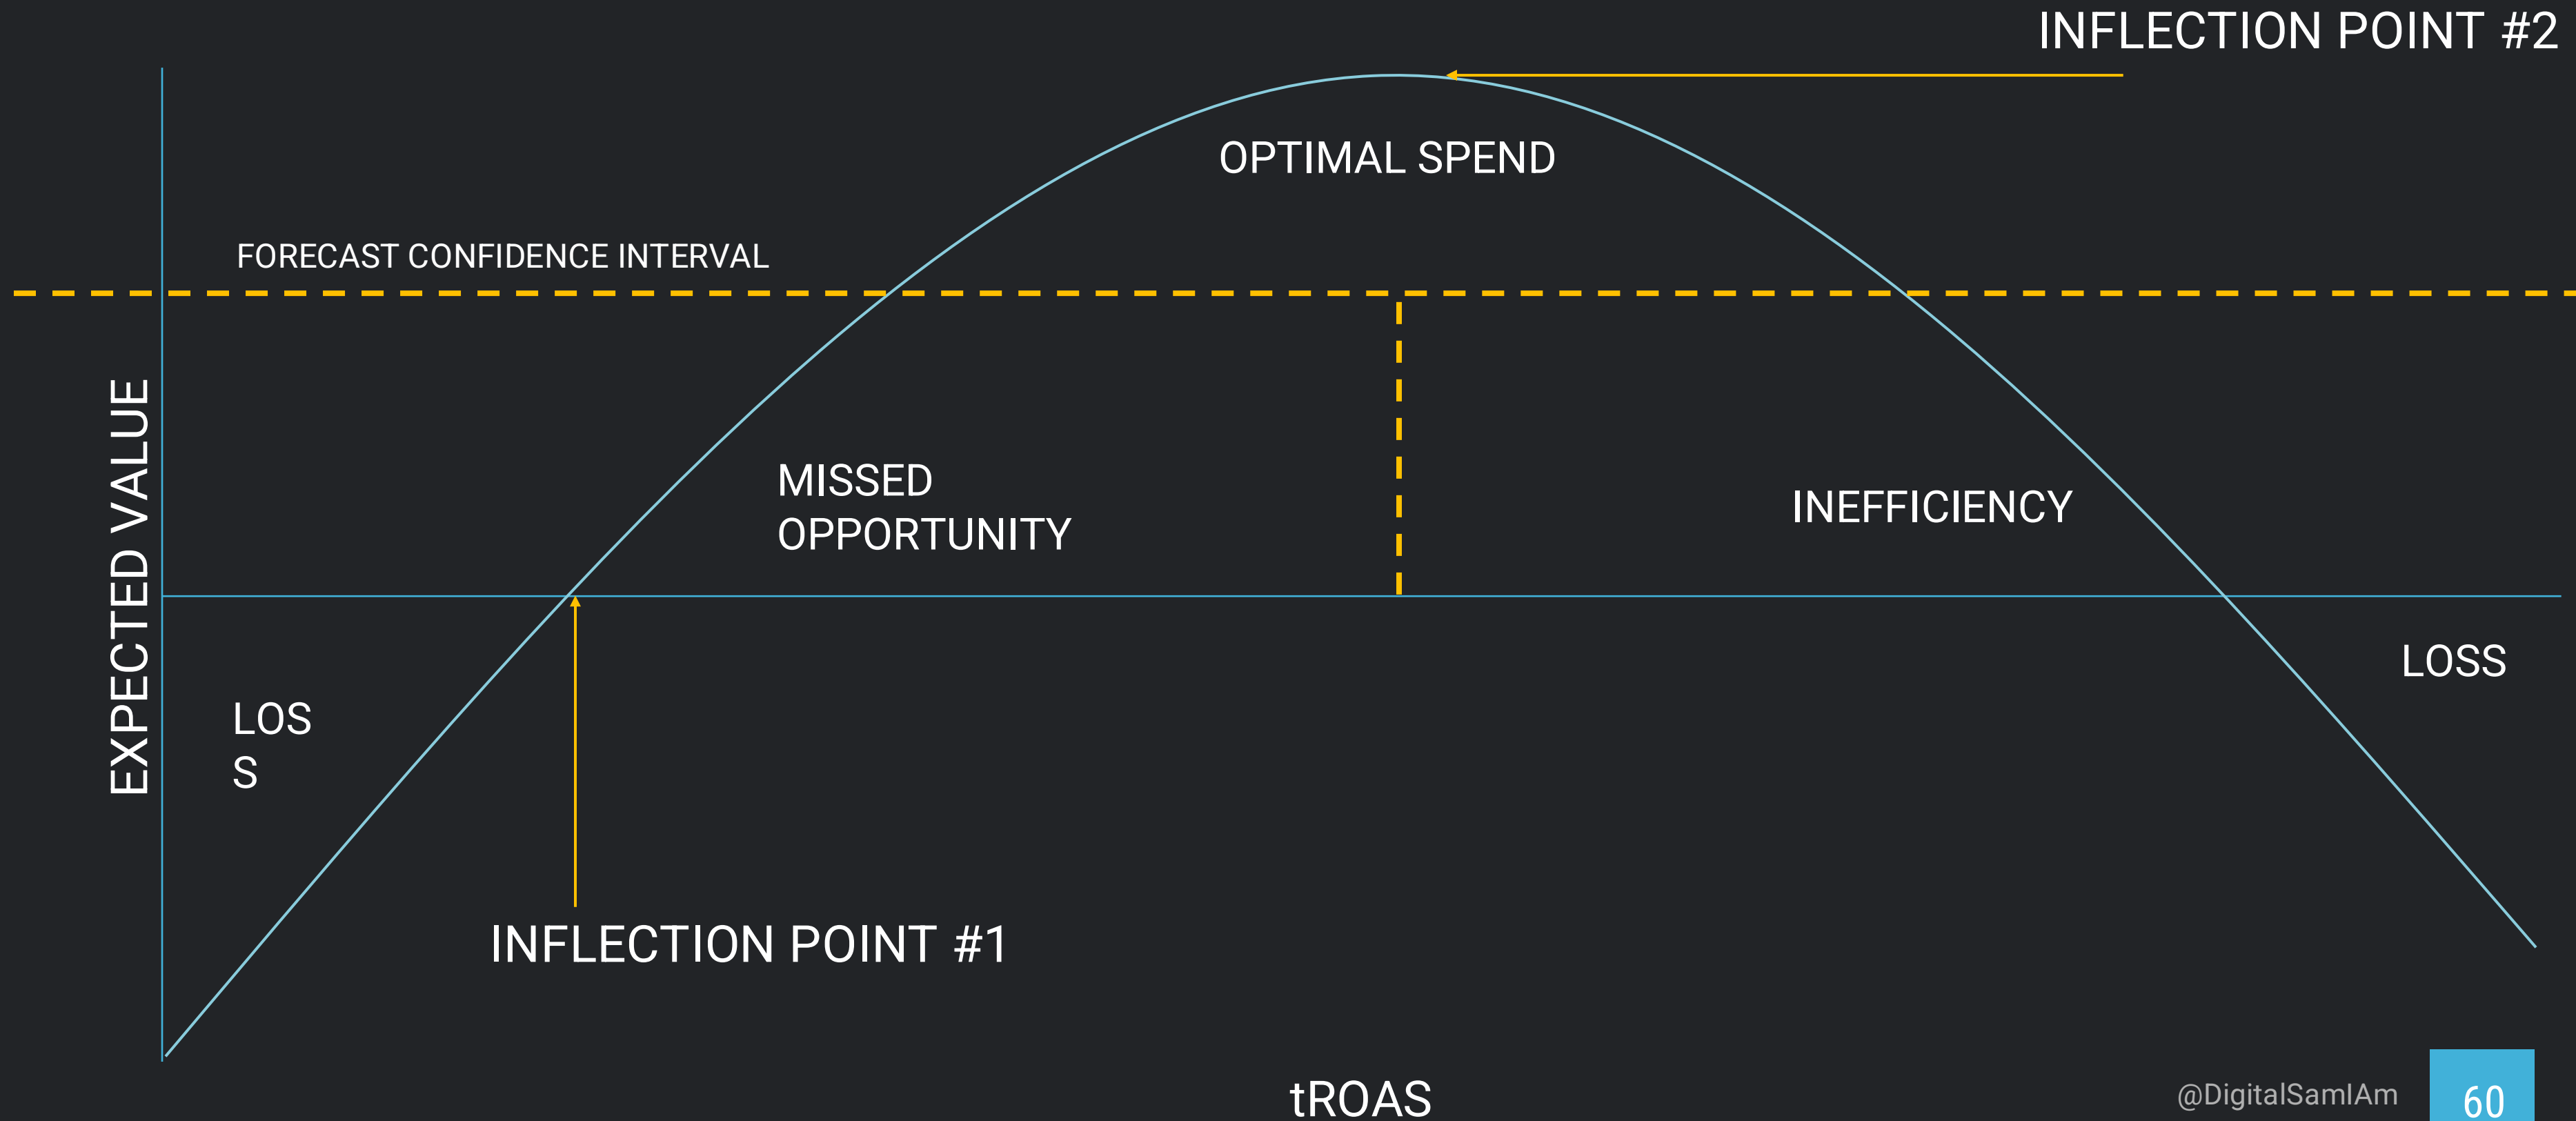 INFLECTION POINT #2
OPTIMAL SPEND
FORECAST CONFIDENCE INTERVAL
EXPECTED VALUE
MISSED
OPPORTUNITY
INEFFICIENCY
LOS
S
LOSS
INFLECTION POINT #1
tROAS
@DigitalSamIAm
60